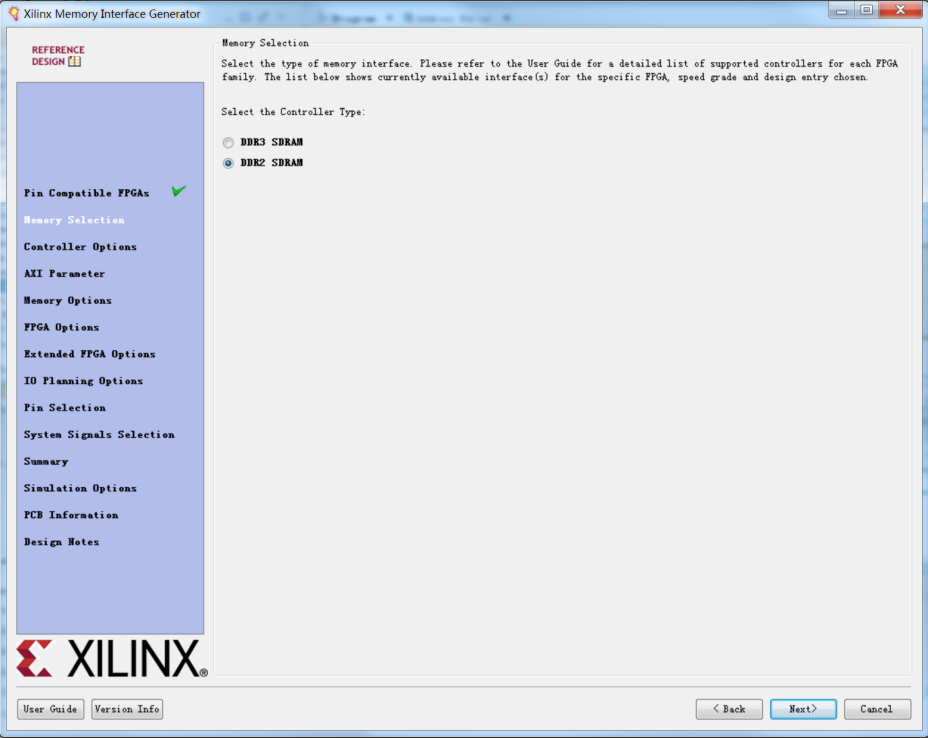 Xilinx Memory Interface Generator
REFERENCE
DESIGN
Pin Compatible FPGAs
Memory Selection
Controller Options
AXI Parameter
Memory Options
FPGA Options
Extended FPGA Options
IO Planning Options
Pin Selection
System Signals Selection
Summary
Simulation Options
PCB Information
Design Notes
XILINX®
Memory Selection
Select the type of memory interface. Please refer to the User Guide for a detailed list of supported controllers for each FPGA
family. The list below shows currently available interface(s) for the specific FPGA, speed grade and design entry chosen.
Select the Controller Type:
DDR3 SDRAM
DDR2 SDRAM
User Guide
Version Info
< Back
Next>
Cancel